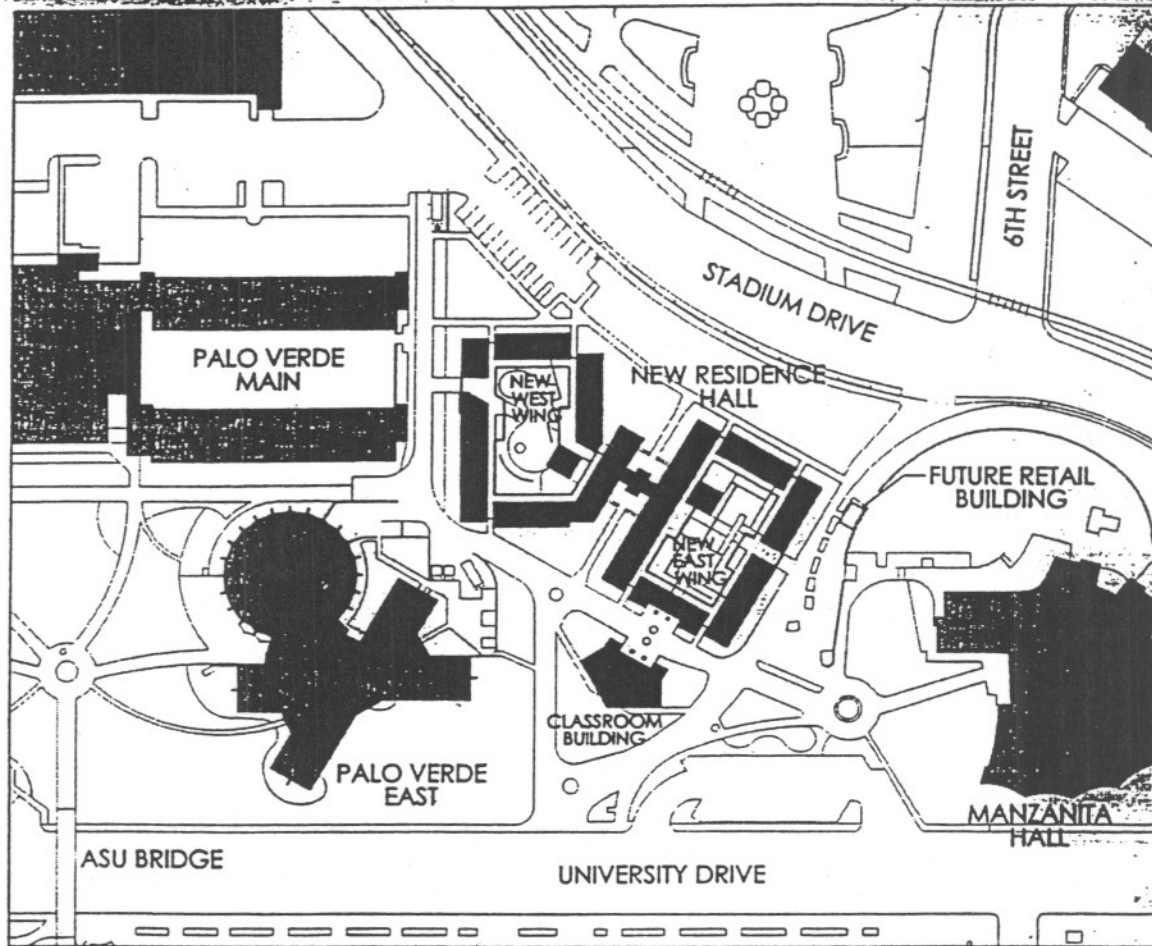 6TH STREET
STADIUM DRIVE
PALO VERDE
MAIN
NEW
WEST
WING
NEW RESIDENCE
HALL
FUTURE RETAIL
BUILDING
NEW
EAST
WING
CLASSROOM
BUILDING
PALO VERDE
EAST
MANZANITA
HALL
ASU BRIDGE
UNIVERSITY DRIVE